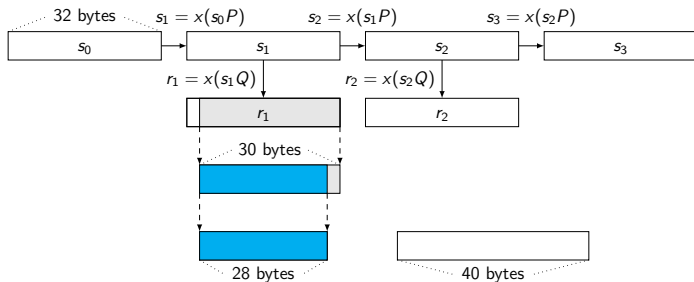 32 bytes
s₁ = x(s₀P)
s₂ = x(s₁P)
s₃ = x(s₂P)
s₀
s₁
s₂
s₃
r₁ = x(s₁Q)
r₂ = x(s₂Q)
r₁
r₂
30 bytes
28 bytes
40 bytes